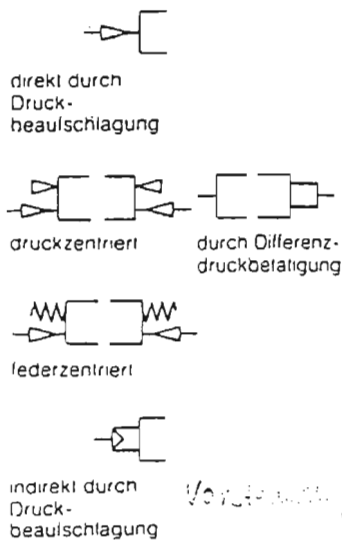 direkt durch
Druck-
beaufschlagung
druckzentriert
durch Differenz-
druckbetätigung
federzentriert
indirekt durch
Druck-
beaufschlagung